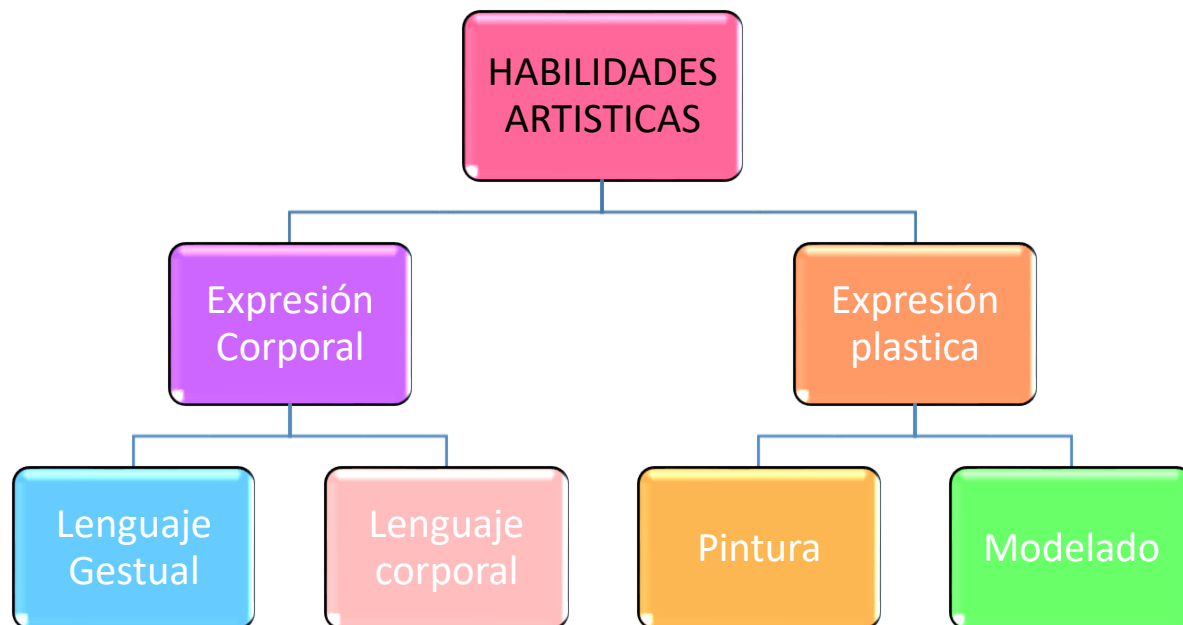 HABILIDADES
ARTISTICAS
Expresión
Corporal
Expresión
plastica
Lenguaje
Gestual
Lenguaje
corporal
Pintura
Modelado